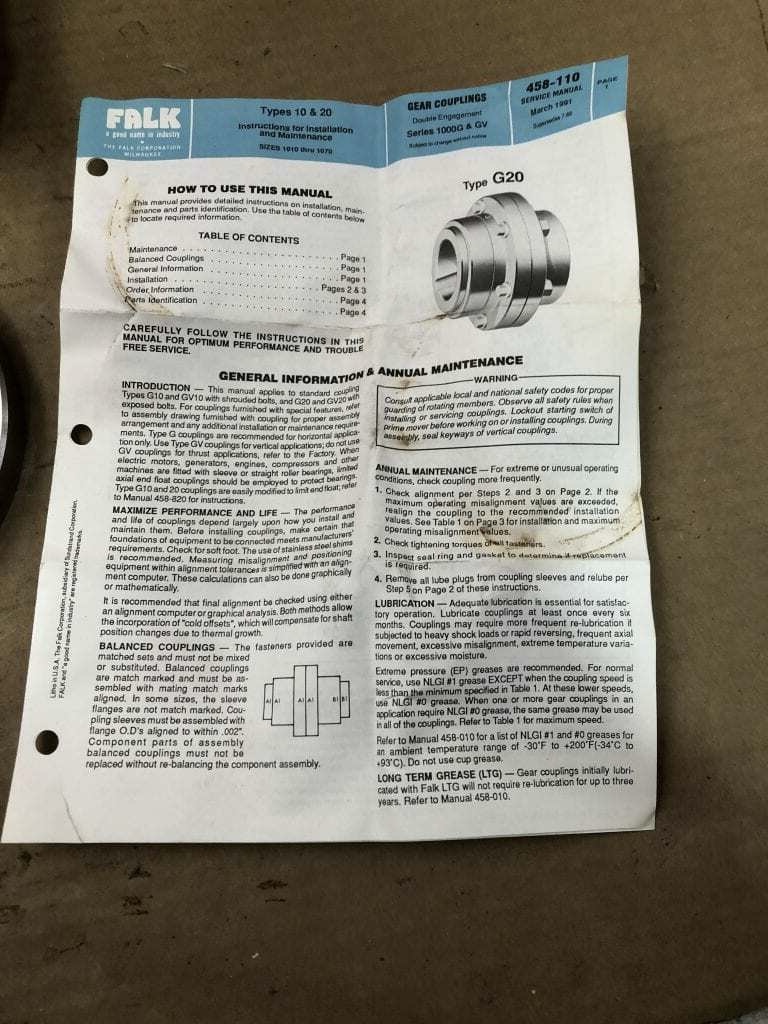 FALK
a good name in industry
THE FALK CORPORATION
MILWAUKEE
Types 10 & 20
Instructions for Installation
and Maintenance
SIZES 1010 thru 1070
GEAR COUPLINGS
Double Engagement
Series 1000G & GV
Subject to change without notice
458-110
SERVICE MANUAL
March 1991
Supersedes 7-89
PAGE
1
HOW TO USE THIS MANUAL
This manual provides detailed instructions on installation, main-
tenance and parts identification. Use the table of contents below
to locate required information.
TABLE OF CONTENTS
Maintenance . . . . . . . . . . . . . . . . . . . Page 1
Balanced Couplings . . . . . . . . . . . . . . . Page 1
General Information . . . . . . . . . . . . . . . Page 1
Installation . . . . . . . . . . . . . . . . . Pages 2 & 3
Order Information . . . . . . . . . . . . . . . . Page 4
Parts Identification . . . . . . . . . . . . . . . Page 4
CAREFULLY FOLLOW THE INSTRUCTIONS IN THIS
MANUAL FOR OPTIMUM PERFORMANCE AND TROUBLE
FREE SERVICE.
Type G20
GENERAL INFORMATION & ANNUAL MAINTENANCE
INTRODUCTION — This manual applies to standard coupling
Types G10 and GV10 with shrouded bolts, and G20 and GV20 with
exposed bolts. For couplings furnished with special features, refer
to assembly drawing furnished with coupling for proper assembly
arrangement and any additional installation or maintenance require-
ments. Type G couplings are recommended for horizontal applica-
tion only. Use Type GV couplings for vertical applications; do not use
GV couplings for thrust applications, refer to the Factory. When
electric motors, generators, engines, compressors and other
machines are fitted with sleeve or straight roller bearings, limited
axial end float couplings should be employed to protect bearings.
Type G10 and 20 couplings are easily modified to limit end float; refer
to Manual 458-820 for instructions.
MAXIMIZE PERFORMANCE AND LIFE — The performance
and life of couplings depend largely upon how you install and
maintain them. Before installing couplings, make certain that
foundations of equipment to be connected meets manufacturers'
requirements. Check for soft foot. The use of stainless steel shims
is recommended. Measuring misalignment and positioning
equipment within alignment tolerances is simplified with an align-
ment computer. These calculations can also be done graphically
or mathematically.
It is recommended that final alignment be checked using either
an alignment computer or graphical analysis. Both methods allow
the incorporation of "cold offsets", which will compensate for shaft
position changes due to thermal growth.
BALANCED COUPLINGS — The fasteners provided are
matched sets and must not be mixed
or substituted. Balanced couplings
are match marked and must be as-
sembled with mating match marks
aligned. In some sizes, the sleeve
flanges are not match marked. Cou-
pling sleeves must be assembled with
flange O.D's aligned to within .002".
Component parts of assembly
balanced couplings must not be
replaced without re-balancing the component assembly.
A1 A1 A1 A1 B1 B1
WARNING
Consult applicable local and national safety codes for proper
guarding of rotating members. Observe all safety rules when
installing or servicing couplings. Lockout starting switch of
prime mover before working on or installing couplings. During
assembly, seal keyways of vertical couplings.
ANNUAL MAINTENANCE — For extreme or unusual operating
conditions, check coupling more frequently.
1. Check alignment per Steps 2 and 3 on Page 2. If the
maximum operating misalignment values are exceeded,
realign the coupling to the recommended installation
values. See Table 1 on Page 3 for installation and maximum
operating misalignment values.
2. Check tightening torques of all fasteners.
3. Inspect seal ring and gasket to determine if replacement
is required.
4. Remove all lube plugs from coupling sleeves and relube per
Step 5 on Page 2 of these instructions.
LUBRICATION — Adequate lubrication is essential for satisfac-
tory operation. Lubricate couplings at least once every six
months. Couplings may require more frequent re-lubrication if
subjected to heavy shock loads or rapid reversing, frequent axial
movement, excessive misalignment, extreme temperature varia-
tions or excessive moisture.
Extreme pressure (EP) greases are recommended. For normal
service, use NLGI #1 grease EXCEPT when the coupling speed is
less than the minimum specified in Table 1. At these lower speeds,
use NLGI #0 grease. When one or more gear couplings in an
application require NLGI #0 grease, the same grease may be used
in all of the couplings. Refer to Table 1 for maximum speed.
Refer to Manual 458-010 for a list of NLGI #1 and #0 greases for
an ambient temperature range of -30°F to +200°F(-34°C to
+93°C). Do not use cup grease.
LONG TERM GREASE (LTG) — Gear couplings initially lubri-
cated with Falk LTG will not require re-lubrication for up to three
years. Refer to Manual 458-010.
Litho in U.S.A. The Falk Corporation, subsidiary of Sundstrand Corporation.
FALK and "a good name in industry" are registered trademarks.